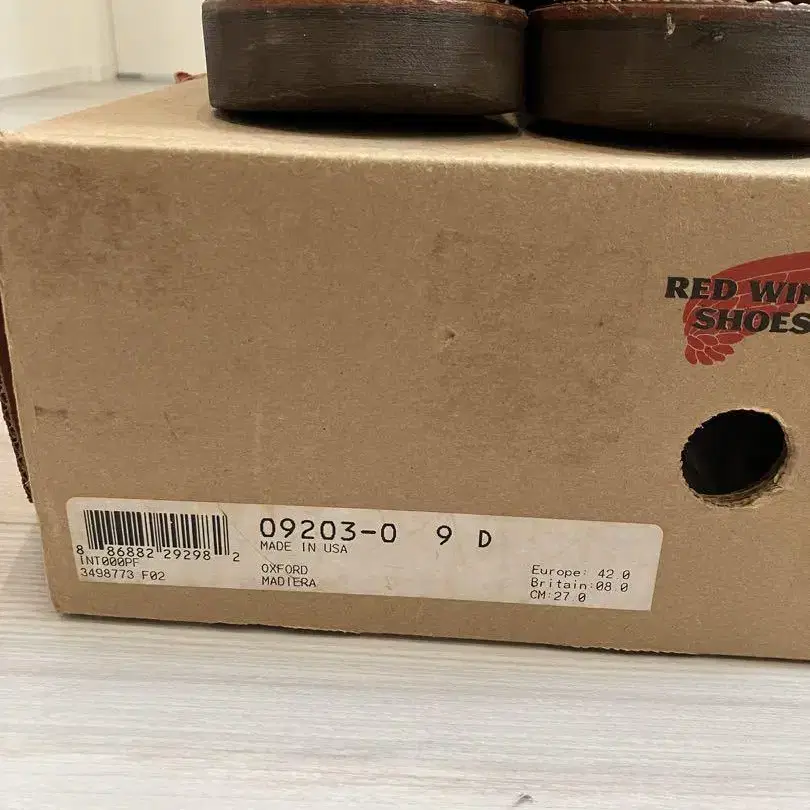 RED WIN
SHOES
09203-0 9 D
MADE IN USA
8 86882 29298 2
INT000PF
3498773 F02
OXFORD
MADIERA
Europe: 42.0
Britain:08.0
CM:27.0